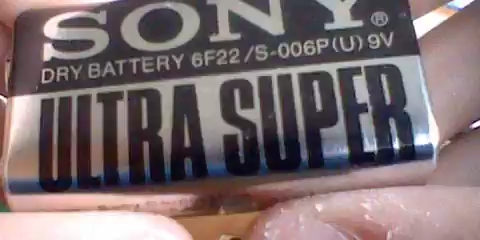 SONY®
DRY BATTERY 6F22/S-006P(U) 9V
ULTRA SUPER